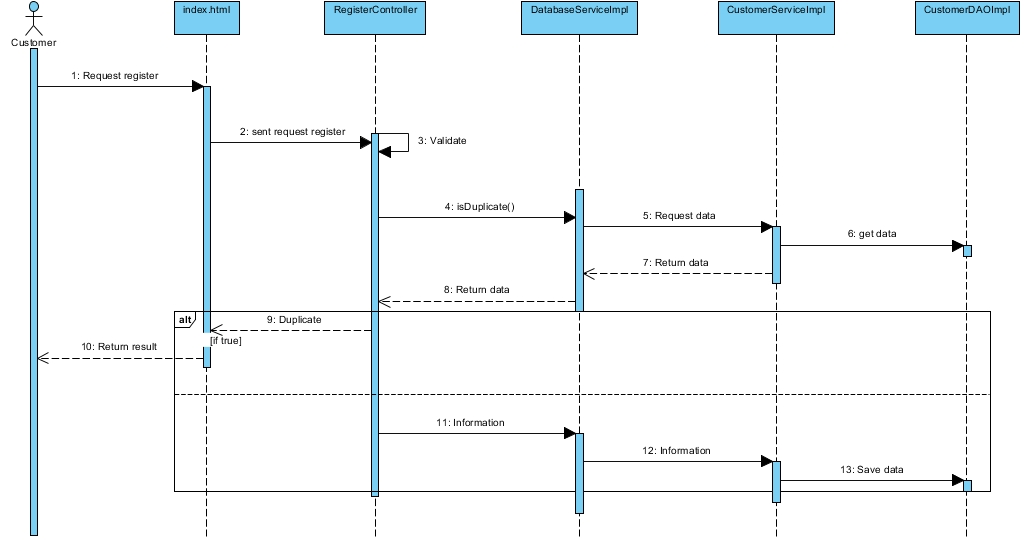 index.html
RegisterController
DatabaseServiceImpl
CustomerServiceImpl
CustomerDAOImpl
Customer
1: Request register
2: sent request register
3: Validate
4: isDuplicate()
5: Request data
6: get data
7: Return data
8: Return data
alt
9: Duplicate
[if true]
10: Return result
11: Information
12: Information
13: Save data